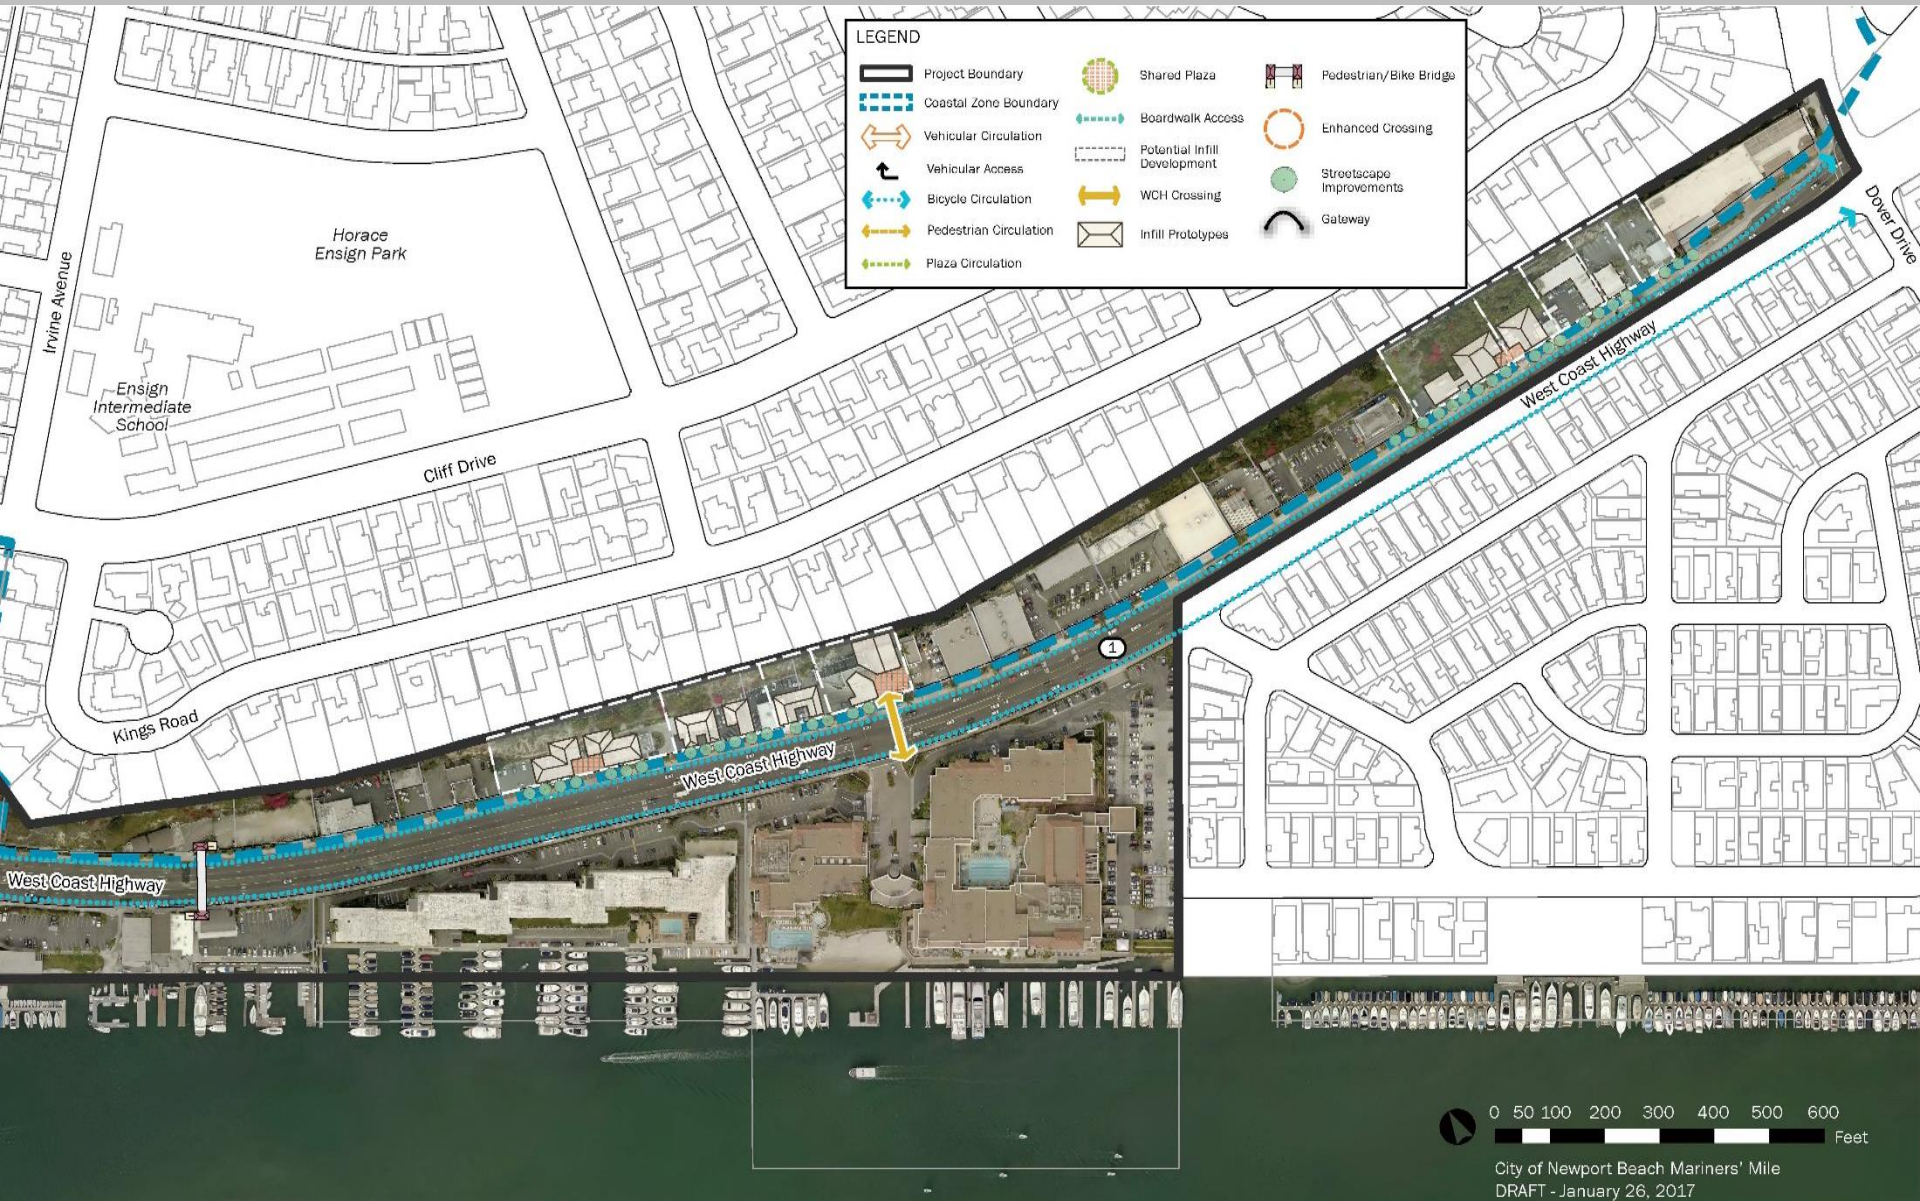 LEGEND
Project Boundary
Coastal Zone Boundary
Vehicular Circulation
Vehicular Access
Bicycle Circulation
Pedestrian Circulation
Plaza Circulation
Shared Plaza
Boardwalk Access
Potential Infill
Development
WCH Crossing
Infill Prototypes
Pedestrian/Bike Bridge
Enhanced Crossing
Streetscape
Improvements
Gateway
Horace
Ensign Park
Irvine Avenue
Ensign
Intermediate
School
Cliff Drive
Dover Drive
West Coast Highway
1
Kings Road
West Coast Highway
West Coast Highway
0 50 100 200 300 400 500 600
Feet
City of Newport Beach Mariners' Mile
DRAFT - January 26, 2017